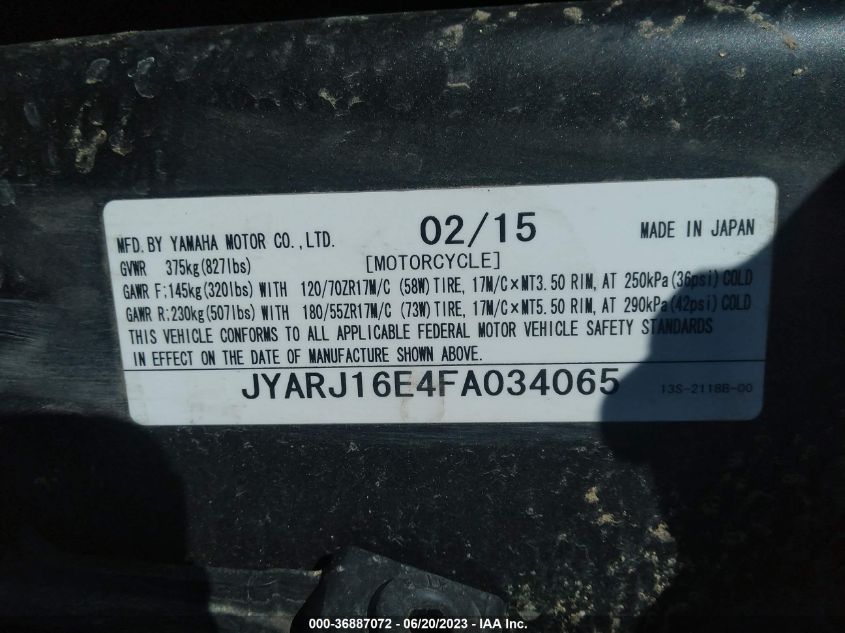 MFD. BY YAMAHA MOTOR CO., LTD. 02/15 MADE IN JAPAN
GVWR 375kg(827lbs) [MOTORCYCLE]
GAWR F:145kg(320lbs) WITH 120/70ZR17M/C (58W) TIRE, 17M/C×MT3.50 RIM, AT 250kPa(36psi) COLD
GAWR R:230kg(507lbs) WITH 180/55ZR17M/C (73W) TIRE, 17M/C×MT5.50 RIM, AT 290kPa(42psi) COLD
THIS VEHICLE CONFORMS TO ALL APPLICABLE FEDERAL MOTOR VEHICLE SAFETY STANDARDS
IN EFFECT ON THE DATE OF MANUFACTURE SHOWN ABOVE.
JYARJ16E4FA034065 13S-2118B-00
000-36887072 - 06/20/2023 - © IAA, Inc.